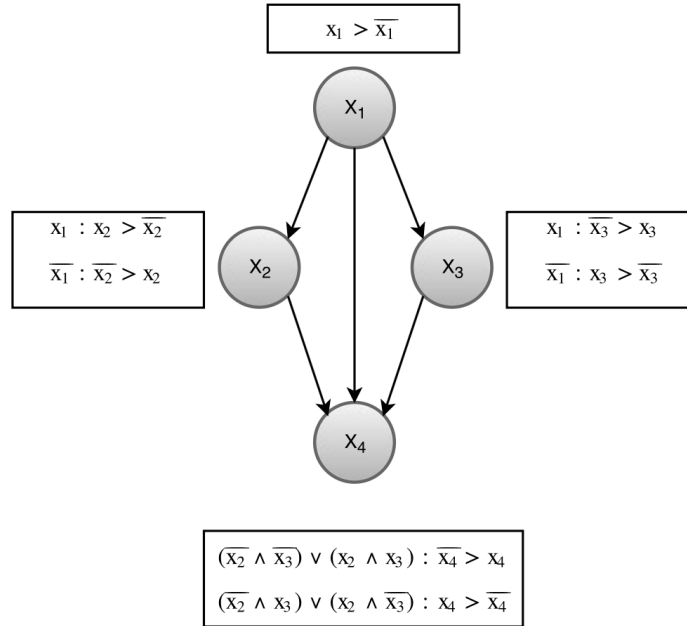 x₁ > x̅₁
X₁
x₁ : x₂ > x̅₂
x̅₁ : x̅₂ > x₂
X₂
X₃
x₁ : x̅₃ > x₃
x̅₁ : x₃ > x̅₃
X₄
(x̅₂ ∧ x̅₃) ∨ (x₂ ∧ x₃) : x̅₄ > x₄
(x̅₂ ∧ x₃) ∨ (x₂ ∧ x̅₃) : x₄ > x̅₄